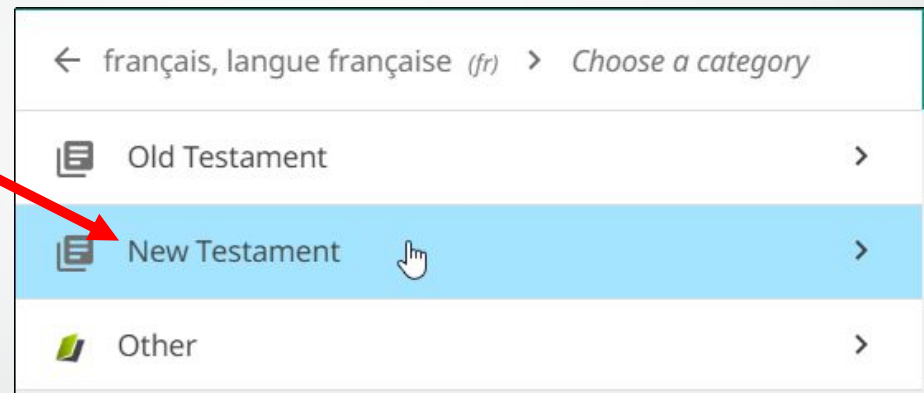 français, langue française (fr) > Choose a category
Old Testament
New Testament
Other